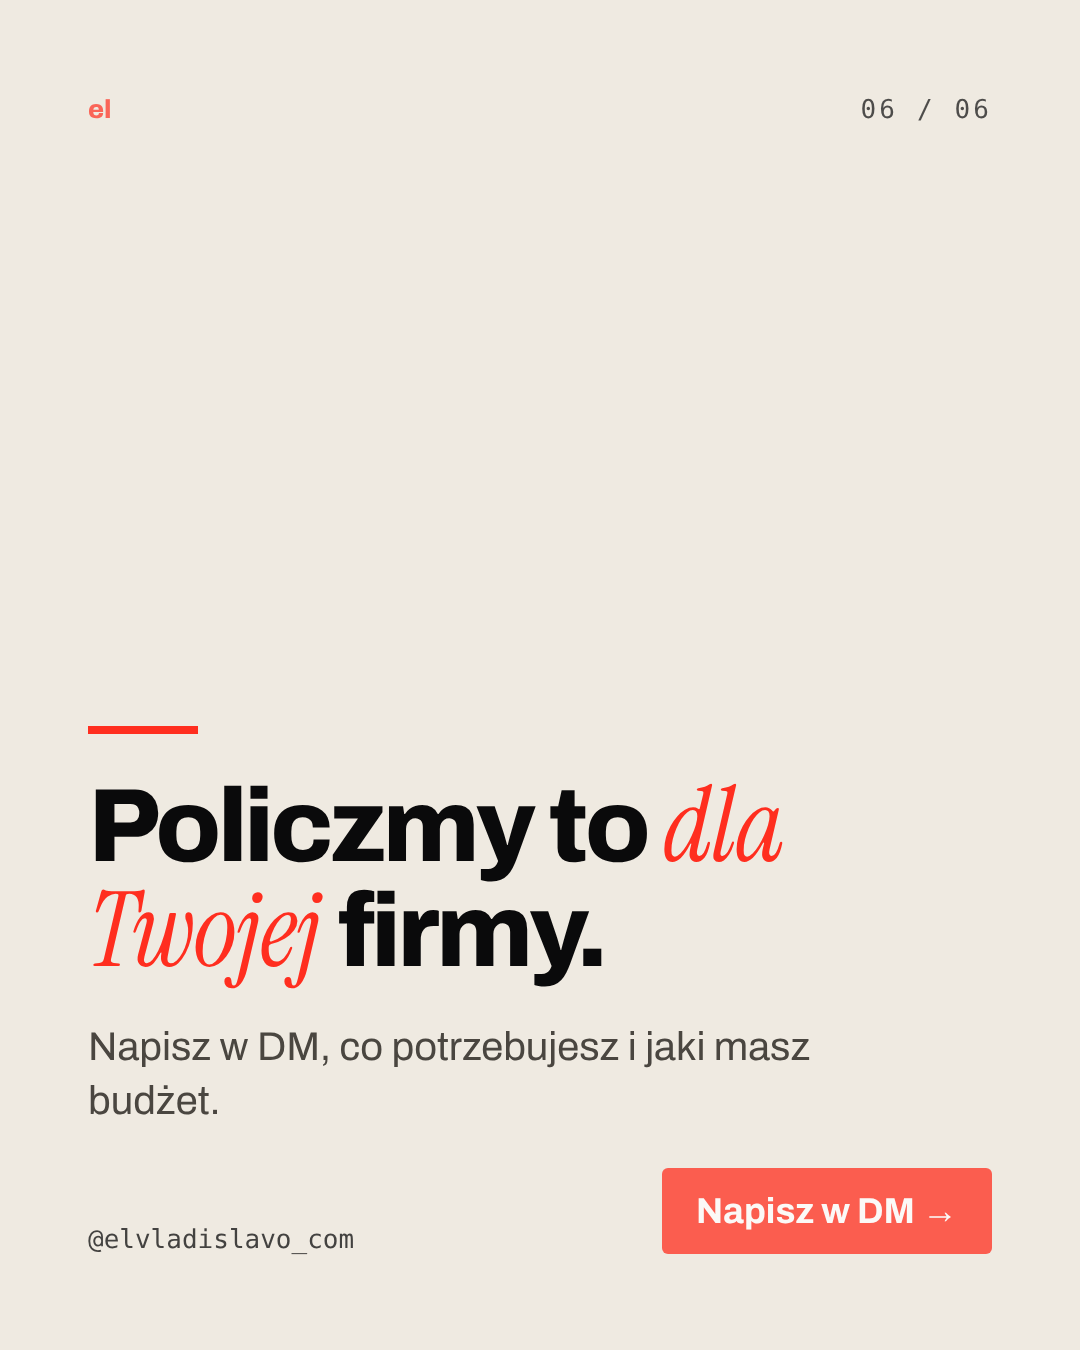 el
06 / 06
Policzmy to dla
Twojej firmy.
Napisz w DM, co potrzebujesz i jaki masz
budżet.
Napisz w DM →
@elvladislavo_com